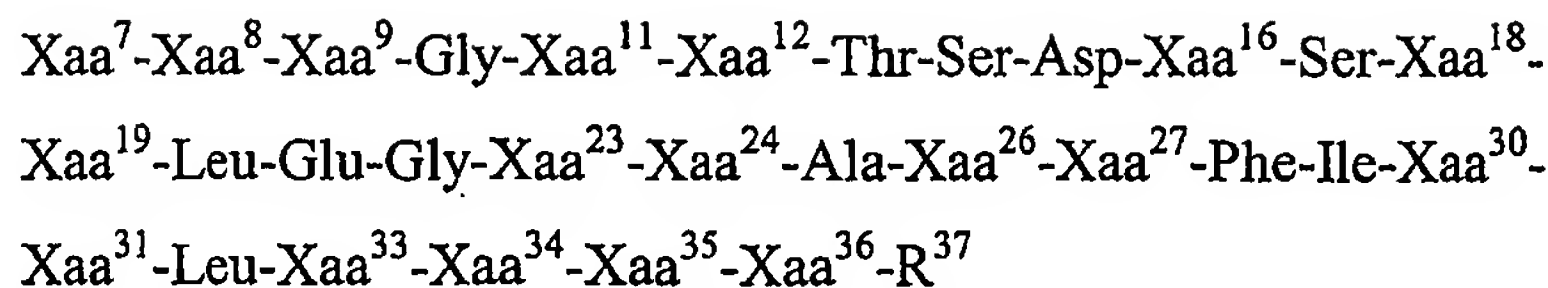 Xaa⁷-Xaa⁸-Xaa⁹-Gly-Xaa¹¹-Xaa¹²-Thr-Ser-Asp-Xaa¹⁶-Ser-Xaa¹⁸-
Xaa¹⁹-Leu-Glu-Gly-Xaa²³-Xaa²⁴-Ala-Xaa²⁶-Xaa²⁷-Phe-Ile-Xaa³⁰-
Xaa³¹-Leu-Xaa³³-Xaa³⁴-Xaa³⁵-Xaa³⁶-R³⁷